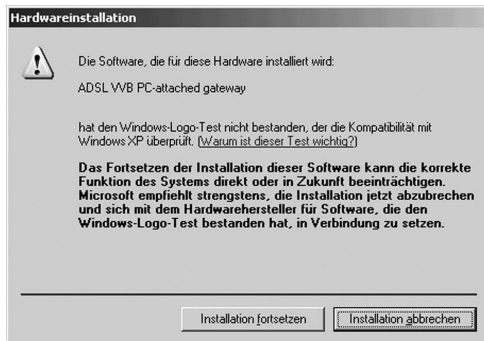 Hardwareinstallation
Die Software, die für diese Hardware installiert wird:
ADSL VVB PC-attached gateway
hat den Windows-Logo-Test nicht bestanden, der die Kompatibilität mit
Windows XP überprüft. (Warum ist dieser Test wichtig?)
Das Fortsetzen der Installation dieser Software kann die korrekte
Funktion des Systems direkt oder in Zukunft beeinträchtigen.
Microsoft empfiehlt strengstens, die Installation jetzt abzubrechen
und sich mit dem Hardwarehersteller für Software, die den
Windows-Logo-Test bestanden hat, in Verbindung zu setzen.
Installation fortsetzen
Installation abbrechen